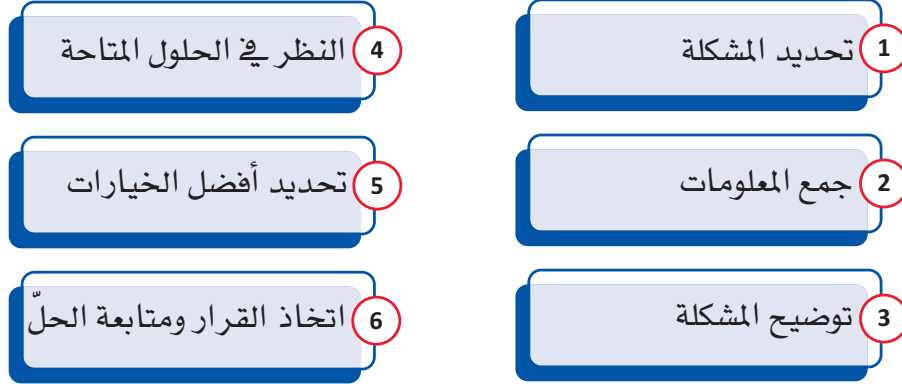 1 تحديد المشكلة
2 جمع المعلومات
3 توضيح المشكلة
4 النظر في الحلول المتاحة
5 تحديد أفضل الخيارات
6 اتخاذ القرار ومتابعة الحلّ